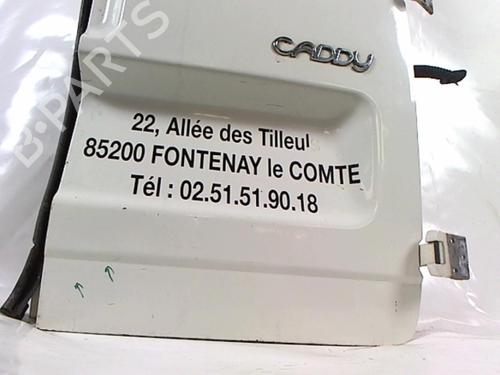 CADDY
22, Allée des Tilleul
85200 FONTENAY le COMTE
Tél : 02.51.51.90.18
B-PARTS